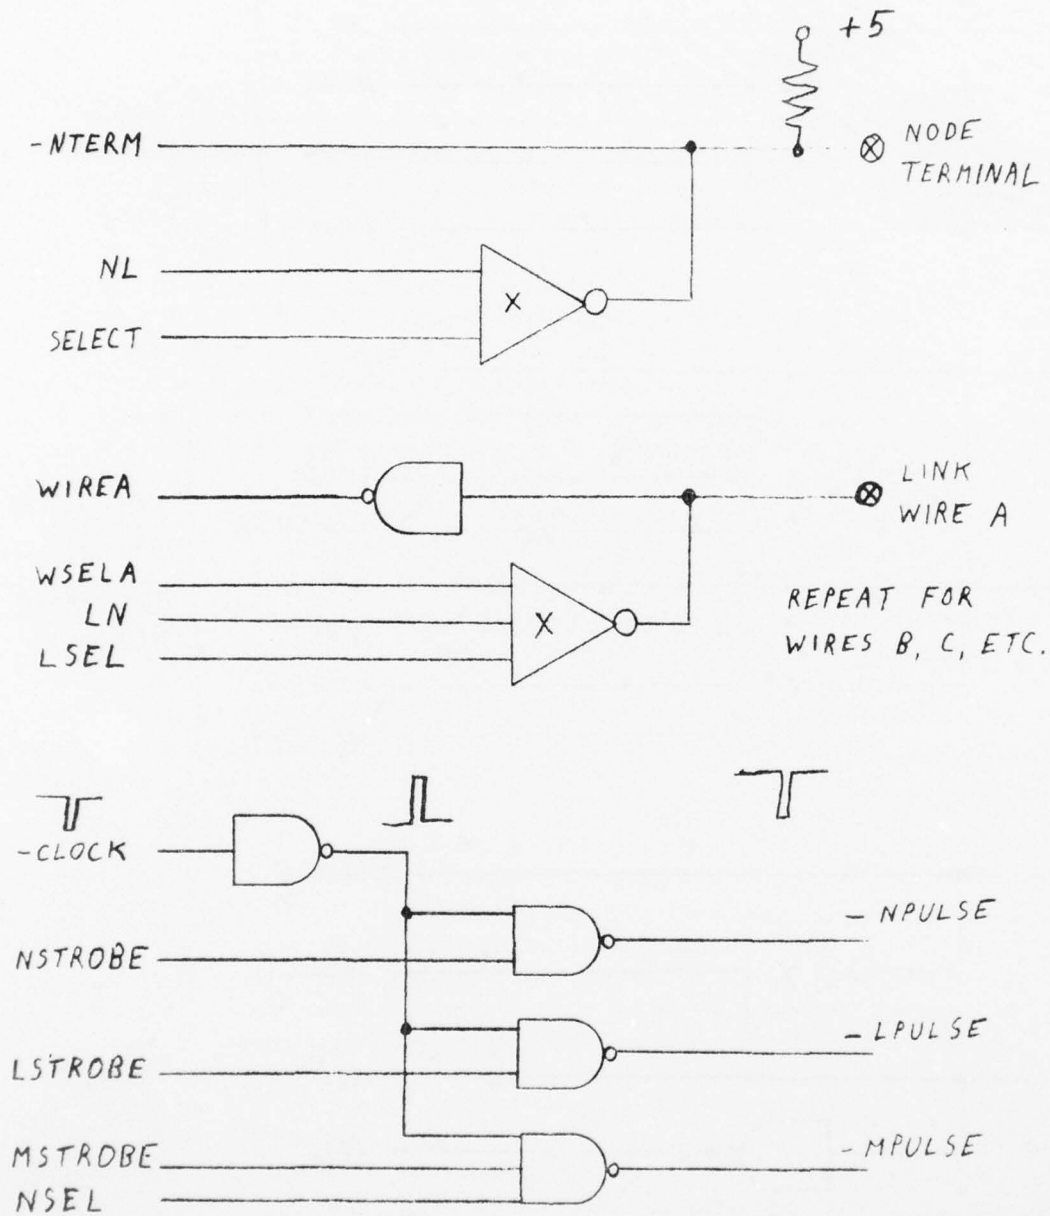 +5
-NTERM
NODE
TERMINAL
NL
X
SELECT
WIREA
LINK
WIRE A
WSELA
LN
X
LSEL
REPEAT FOR
WIRES B, C, ETC.
-CLOCK
- NPULSE
NSTROBE
- LPULSE
LSTROBE
- MPULSE
MSTROBE
NSEL